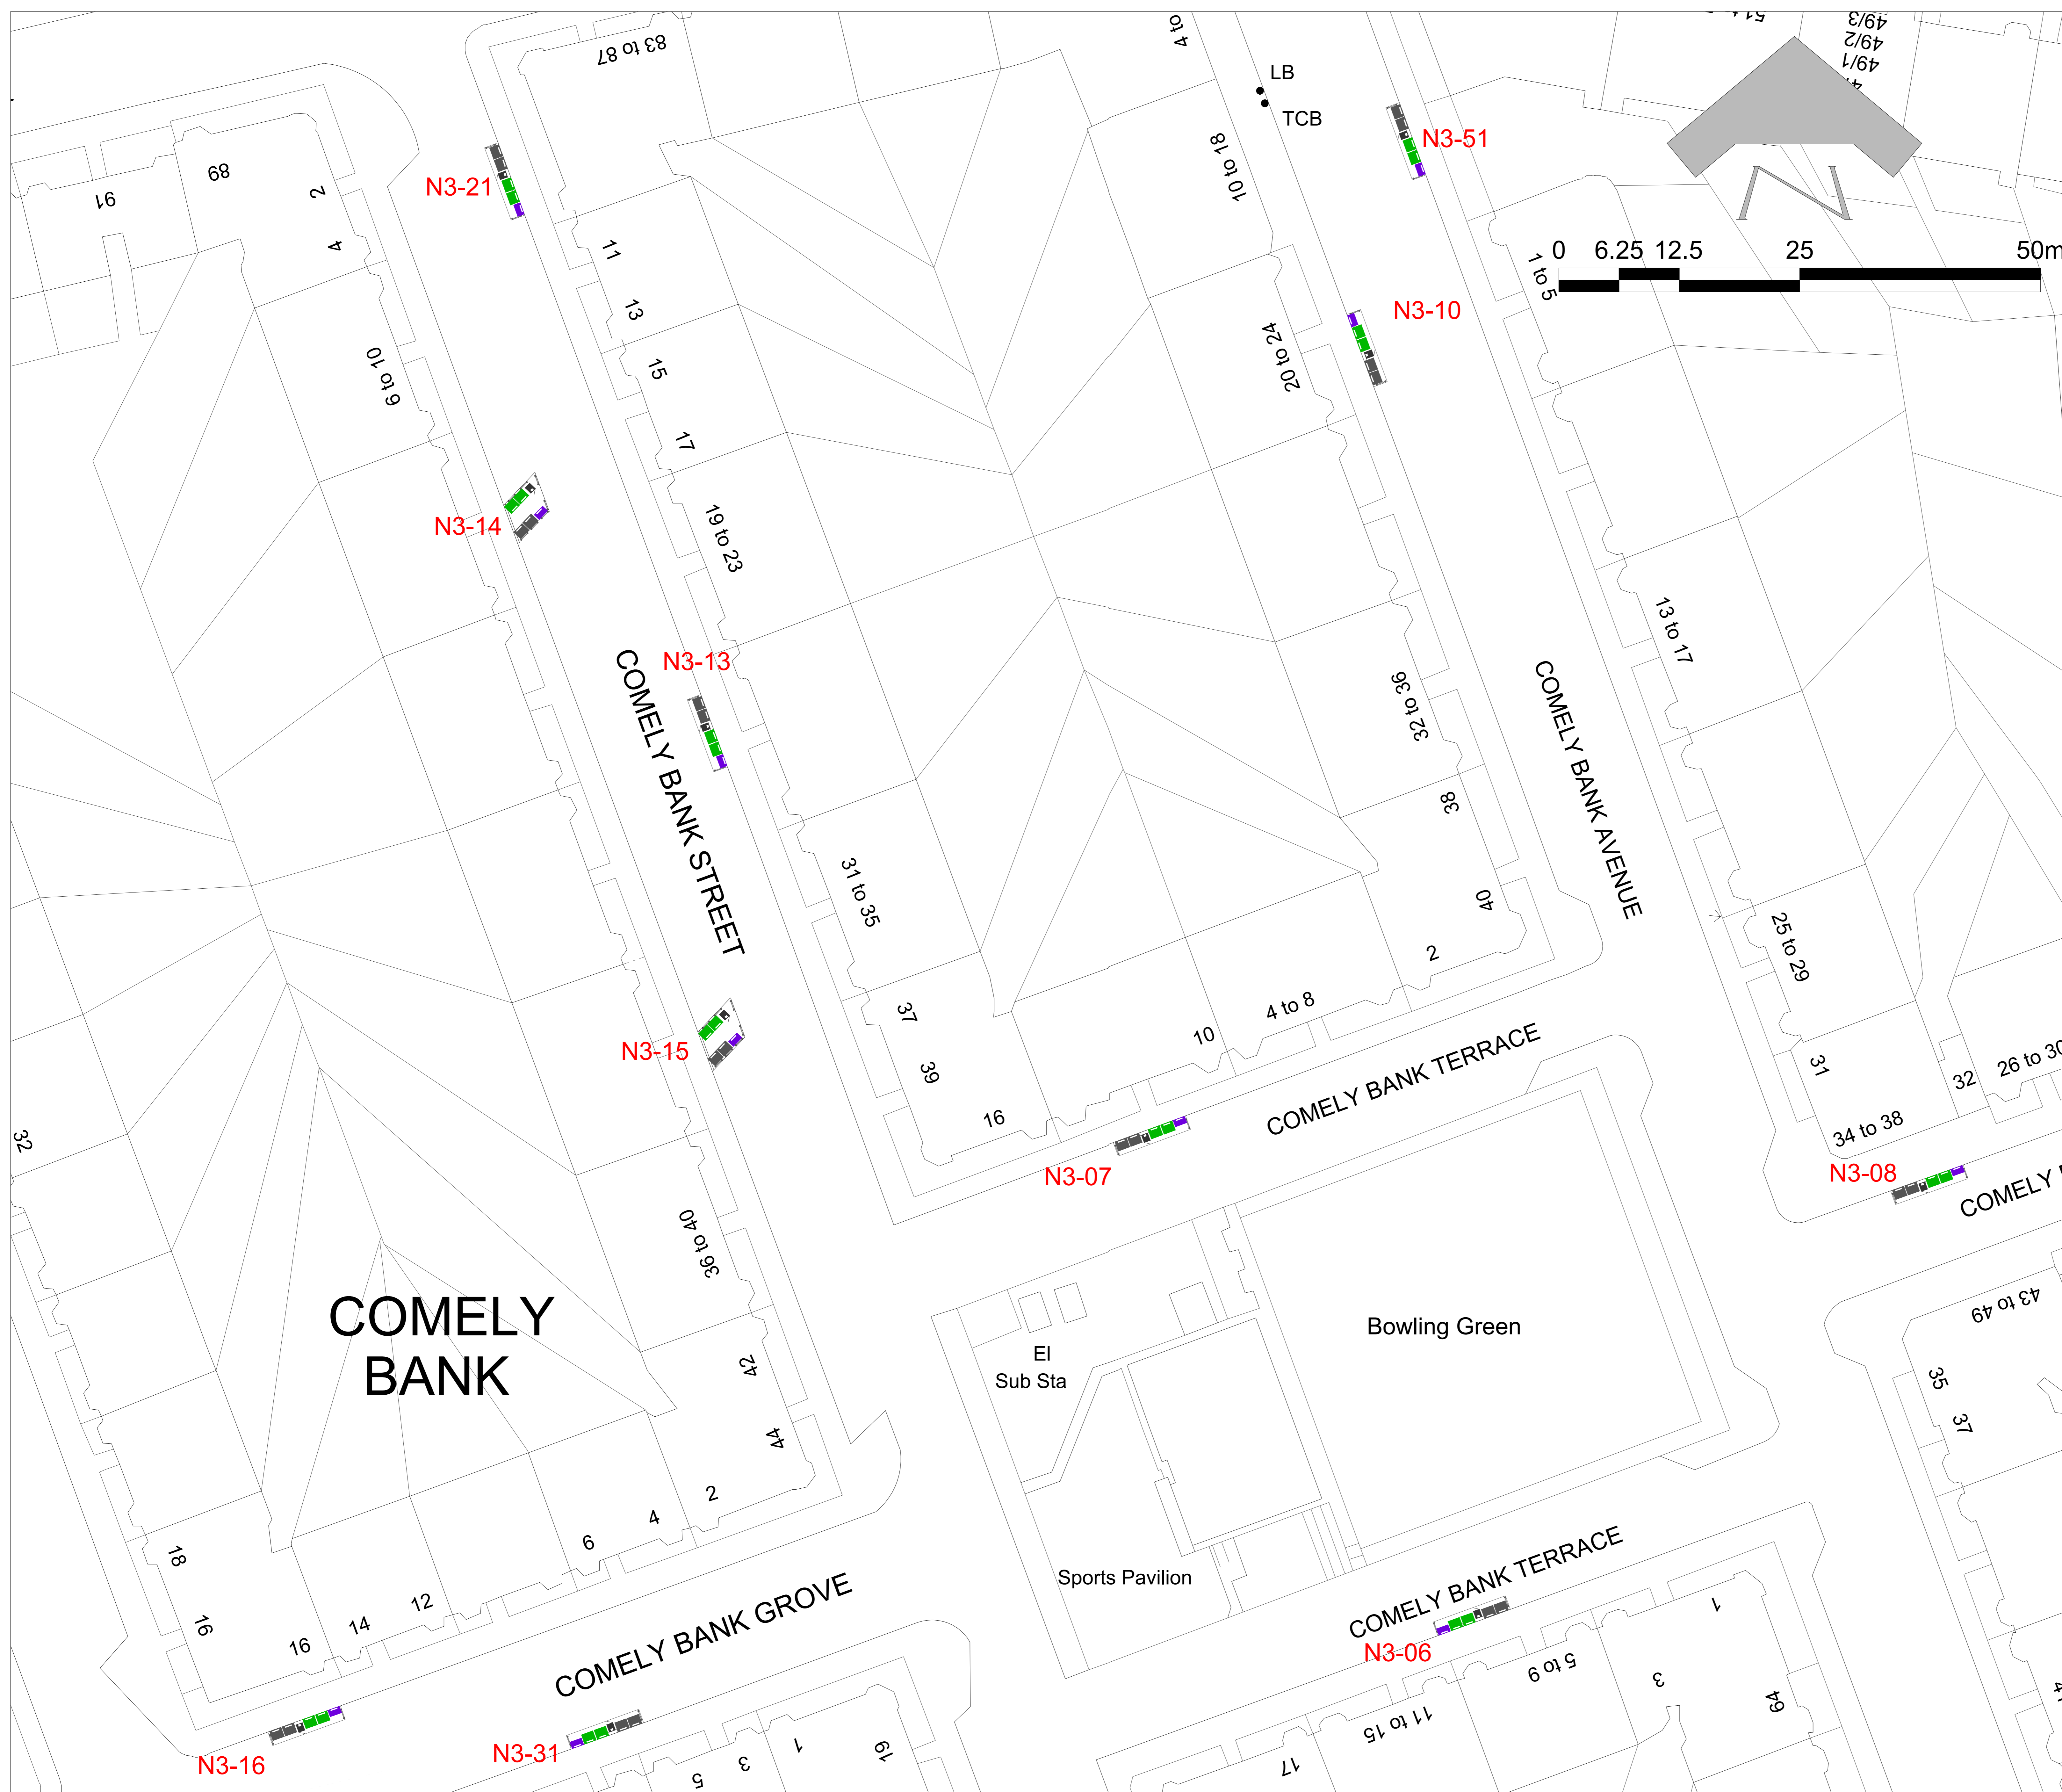 83 to 87
4 to
49/3
49/2
49/1
LB
TCB
N3-51
91
89
2
N3-21
10 to 18
4
11
0 6.25 12.5 25 50m
1 to 5
13
N3-10
6 to 10
15
20 to 24
17
N3-14
19 to 23
13 to 17
N3-13
COMELY BANK STREET
32 to 36
COMELY BANK AVENUE
38
31 to 35
40
25 to 29
2
37
4 to 8
10
N3-15
39
COMELY BANK TERRACE
31
32
26 to 30
16
34 to 38
32
N3-07
N3-08
COMELY
36 to 40
COMELY
BANK
Bowling Green
43 to 49
El
Sub Sta
42
35
37
44
2
4
6
18
Sports Pavilion
COMELY BANK TERRACE
12
14
16
16
COMELY BANK GROVE
1
N3-06
5 to 9
3
64
11 to 15
N3-16
N3-31
19
1
3
5
17